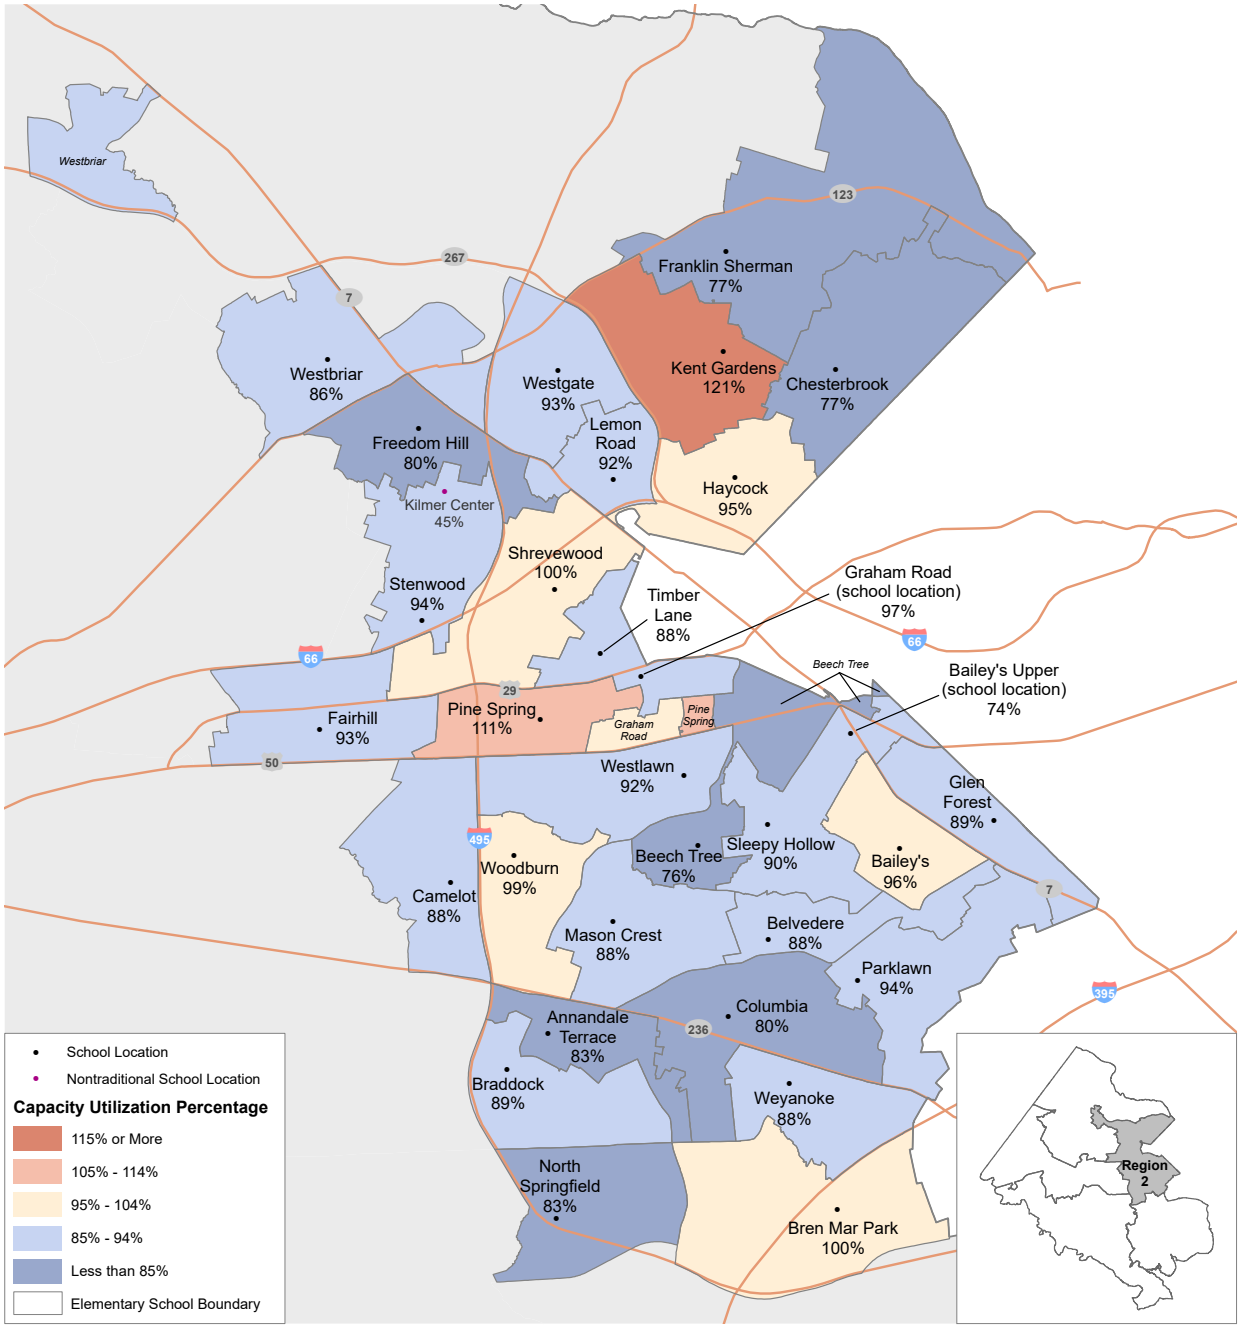 Westbriar
123
267
7
Franklin Sherman
77%
Kent Gardens
121%
Westbriar
86%
Westgate
93%
Chesterbrook
77%
Lemon
Road
92%
Freedom Hill
80%
Haycock
95%
Kilmer Center
45%
Shrevewood
100%
Graham Road
(school location)
97%
Stenwood
94%
Timber
Lane
88%
66
66
Beech Tree
Bailey's Upper
(school location)
74%
29
Pine Spring
111%
Pine
Spring
Graham
Road
Fairhill
93%
50
Westlawn
92%
Glen
Forest
89%
495
Sleepy Hollow
90%
Beech Tree
76%
Bailey's
96%
Woodburn
99%
Camelot
88%
7
Belvedere
88%
Mason Crest
88%
Parklawn
94%
395
Columbia
80%
236
Annandale
Terrace
83%
Braddock
89%
Weyanoke
88%
North
Springfield
83%
Bren Mar Park
100%
School Location
Nontraditional School Location
Capacity Utilization Percentage
115% or More
105% - 114%
95% - 104%
85% - 94%
Less than 85%
Elementary School Boundary
Region
2